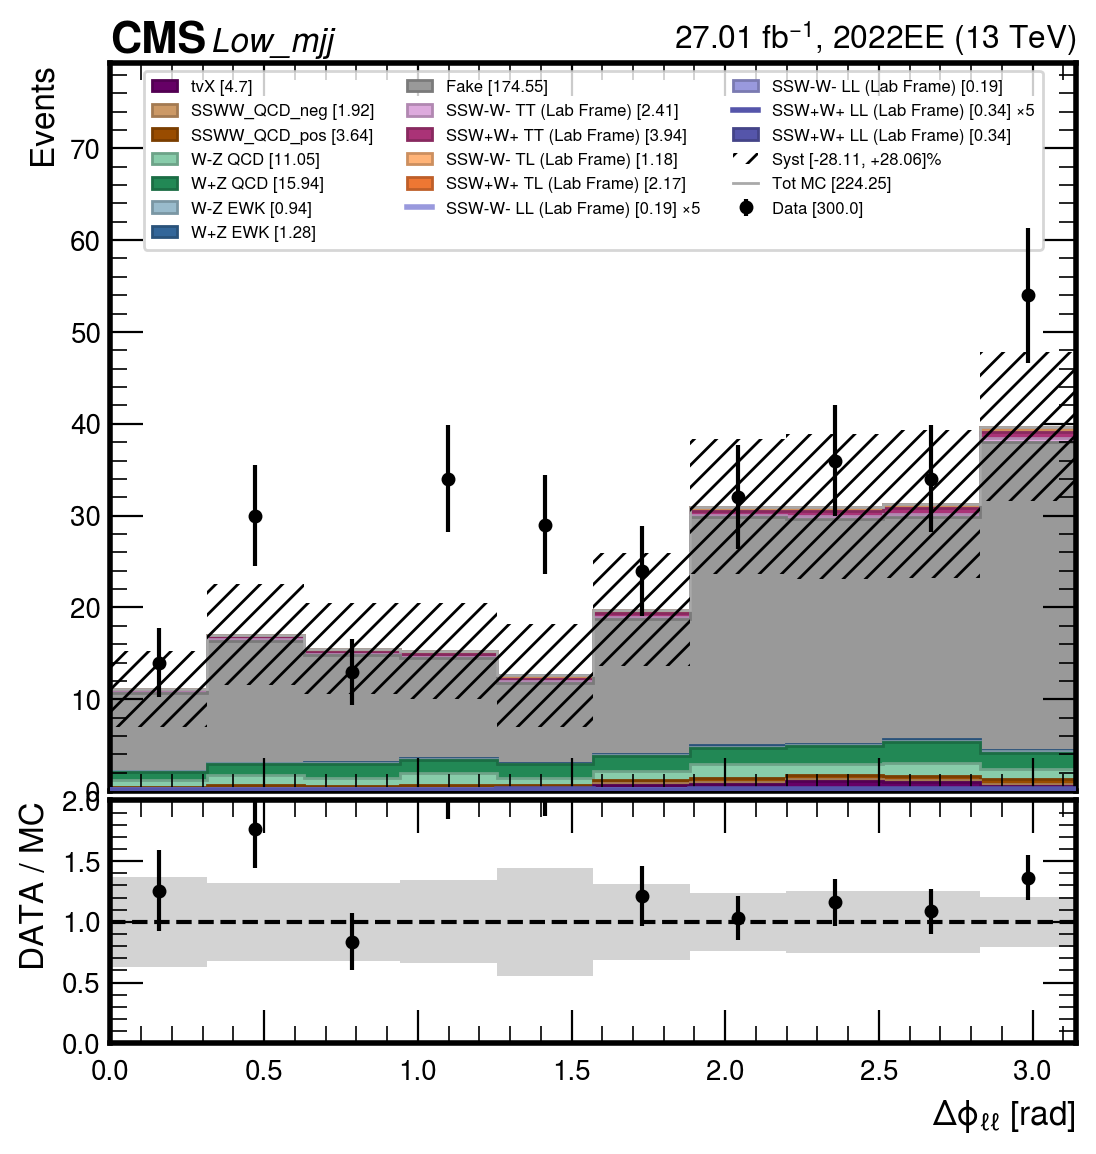 CMS Low_mjj 27.01 fb⁻¹, 2022EE (13 TeV)
Events
tvX [4.7]
SSWW_QCD_neg [1.92]
SSWW_QCD_pos [3.64]
W-Z QCD [11.05]
W+Z QCD [15.94]
W-Z EWK [0.94]
W+Z EWK [1.28]
Fake [174.55]
SSW-W- TT (Lab Frame) [2.41]
SSW+W+ TT (Lab Frame) [3.94]
SSW-W- TL (Lab Frame) [1.18]
SSW+W+ TL (Lab Frame) [2.17]
SSW-W- LL (Lab Frame) [0.19] ×5
SSW-W- LL (Lab Frame) [0.19]
SSW+W+ LL (Lab Frame) [0.34] ×5
SSW+W+ LL (Lab Frame) [0.34]
Syst [-28.11, +28.06]%
Tot MC [224.25]
Data [300.0]
70
60
50
40
30
20
10
0
DATA / MC
2.0
1.5
1.0
0.5
0.0
0.0 0.5 1.0 1.5 2.0 2.5 3.0
Δϕℓℓ [rad]